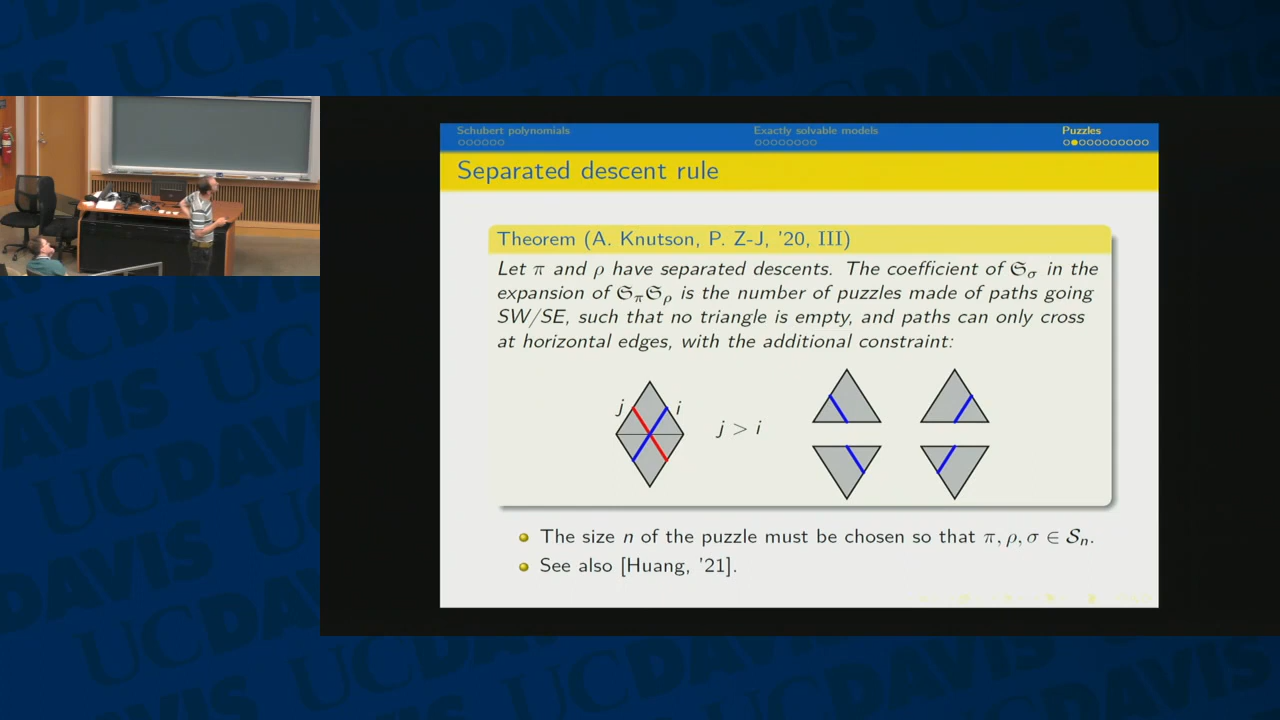 Schubert polynomials
Exactly solvable models
Puzzles
Separated descent rule
Theorem (A. Knutson, P. Z-J, '20, III)
Let π and ρ have separated descents. The coefficient of 𝔖σ in the
expansion of 𝔖π𝔖ρ is the number of puzzles made of paths going
SW/SE, such that no triangle is empty, and paths can only cross
at horizontal edges, with the additional constraint:
j i j > i
The size n of the puzzle must be chosen so that π, ρ, σ ∈ 𝒮n.
See also [Huang, '21].
UCDAVIS